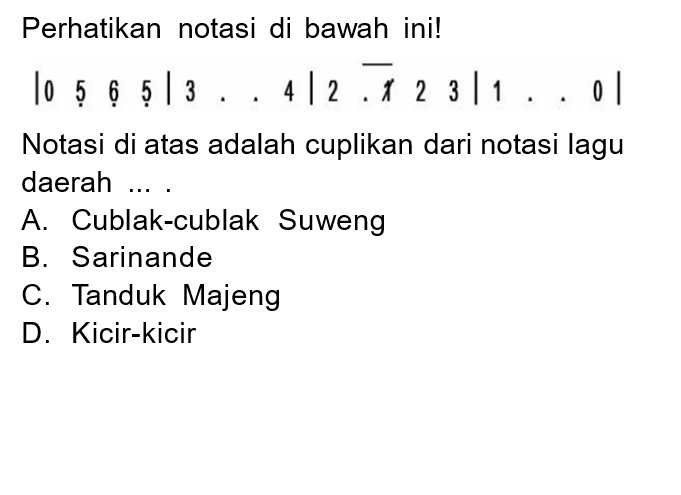 Perhatikan notasi di bawah ini!
|0 5̣ 6̣ 5̣|3 . . 4|2 .1̸ 2 3|1 . . 0|
Notasi di atas adalah cuplikan dari notasi lagu
daerah ... .
A. Cublak-cublak Suweng
B. Sarinande
C. Tanduk Majeng
D. Kicir-kicir